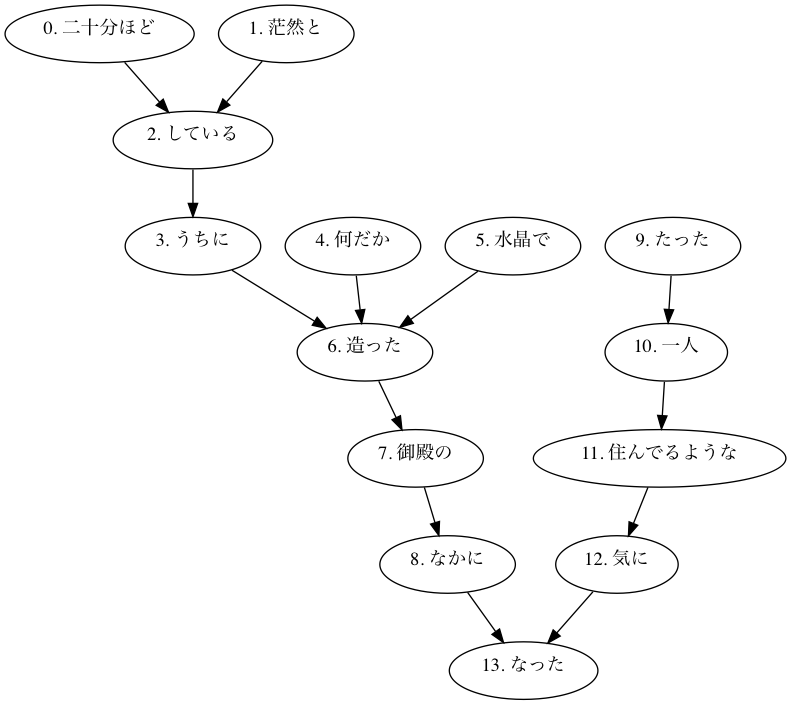 0. 二十分ほど
1. 茫然と
2. している
3. うちに
4. 何だか
5. 水晶で
9. たった
6. 造った
10. 一人
7. 御殿の
11. 住んでるような
8. なかに
12. 気に
13. なった